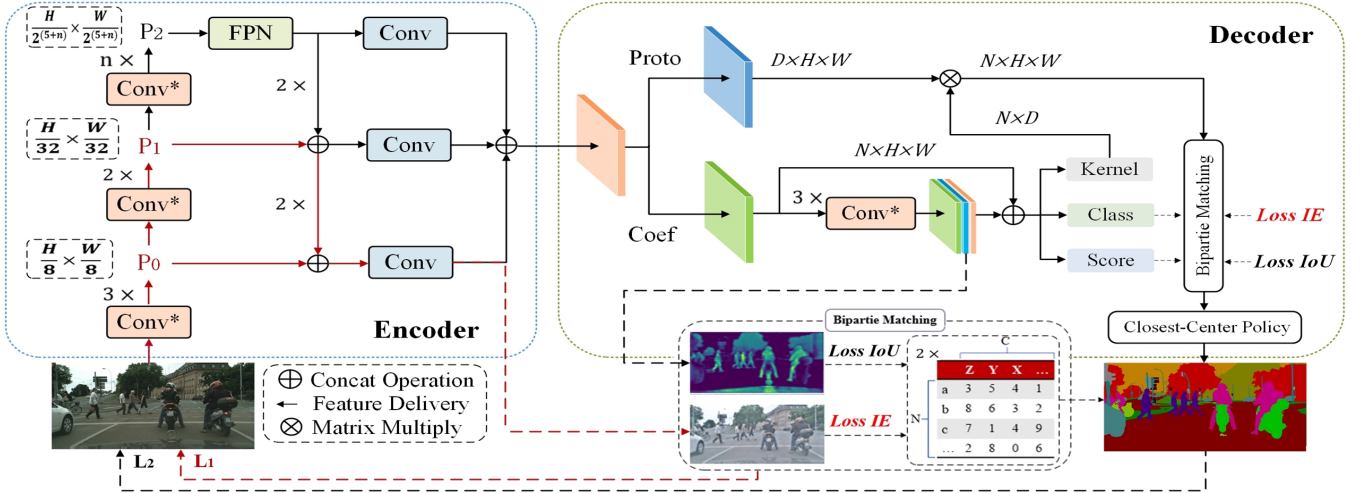 H/2^(5+n) × W/2^(5+n)
P2
FPN
Conv
n ×
Conv*
2 ×
H/32 × W/32
P1
Conv
2 ×
Conv*
2 ×
H/8 × W/8
P0
Conv
3 ×
Conv*
Encoder
Decoder
Proto
D×H×W
N×H×W
N×D
N×H×W
Kernel
3 ×
Conv*
Class
Coef
Score
Bipartie Matching
Loss IE
Loss IoU
Closest-Center Policy
Bipartie Matching
Loss IoU
Loss IE
2 ×
C
Z Y X ...
a 3 5 4 1
b 8 6 3 2
c 7 1 4 9
... 2 8 0 6
N
Concat Operation
Feature Delivery
Matrix Multiply
L2
L1